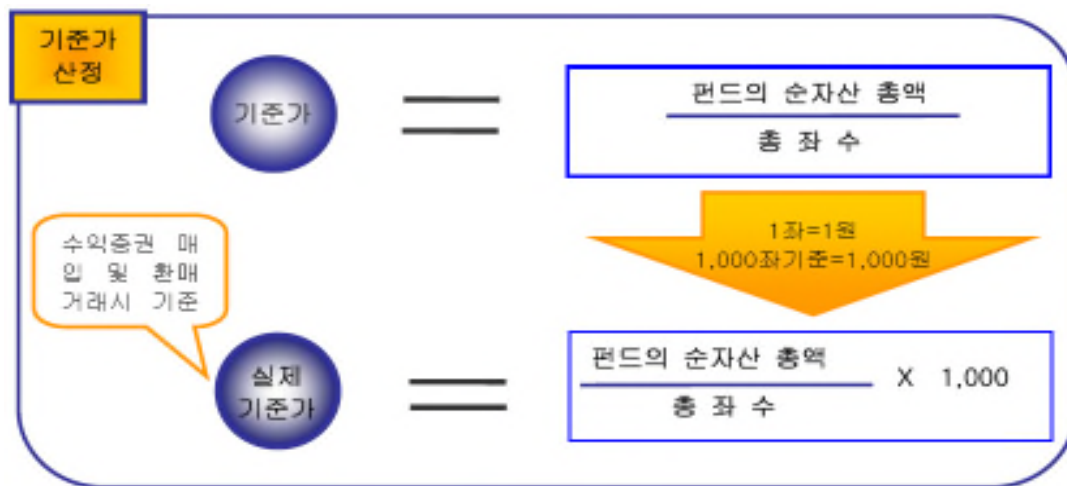 기준가
산정
기준가
펀드의 순자산 총액
총 좌 수
1좌=1원
1,000좌기준=1,000원
수익증권 매
입 및 환매
거래시 기준
실제
기준가
펀드의 순자산 총액
총 좌 수
X 1,000